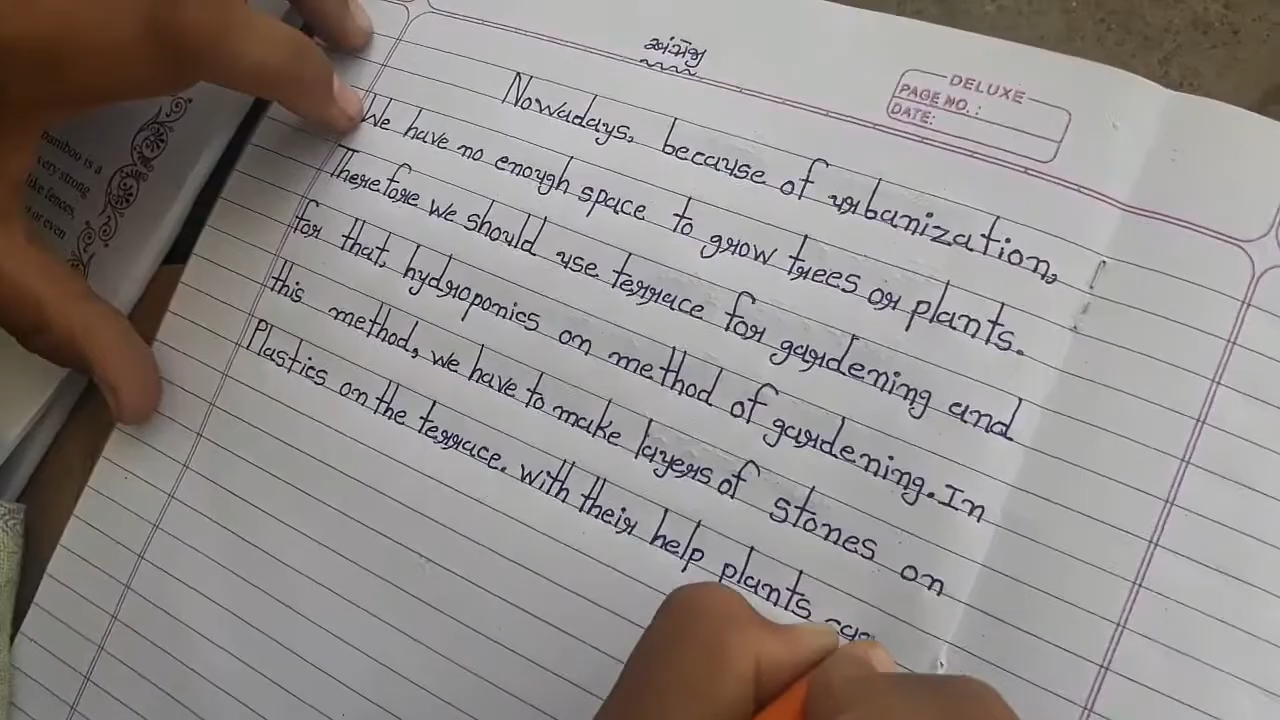 અંગ્રેજી
DELUXE
PAGE NO. :
DATE:
Nowadays, because of urbanization,
We have no enough space to grow trees or plants.
Therefore we should use terrace for gardening and
for that, hydroponics on method of gardening. In
this method, we have to make layers of stones on
Plastics on the terrace. with their help plants
maniboo is a
very strong
like fences,
d or even